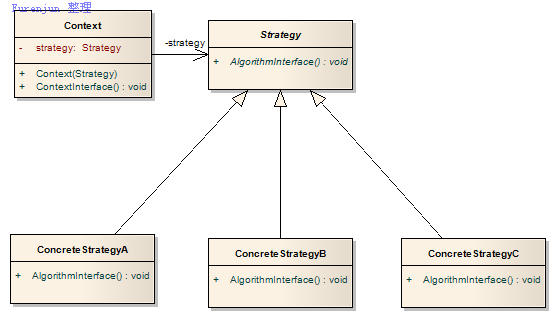 Furenjun 整理
Context
- strategy: Strategy
+ Context(Strategy)
+ ContextInterface() : void
-strategy
Strategy
+ AlgorithmInterface() : void
ConcreteStrategyA
+ AlgorithmInterface() : void
ConcreteStrategyB
+ AlgorithmInterface() : void
ConcreteStrategyC
+ AlgorithmInterface() : void